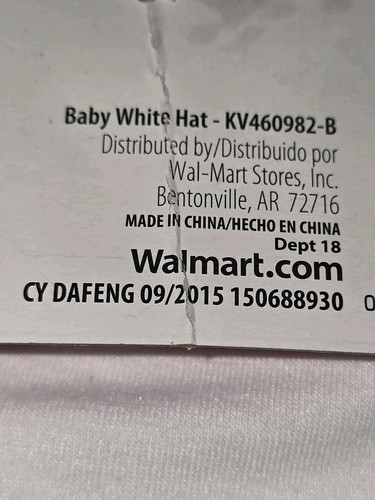 Baby White Hat - KV460982-B
Distributed by/Distribuido por
Wal-Mart Stores, Inc.
Bentonville, AR 72716
MADE IN CHINA/HECHO EN CHINA
Dept 18
Walmart.com
CY DAFENG 09/2015 150688930